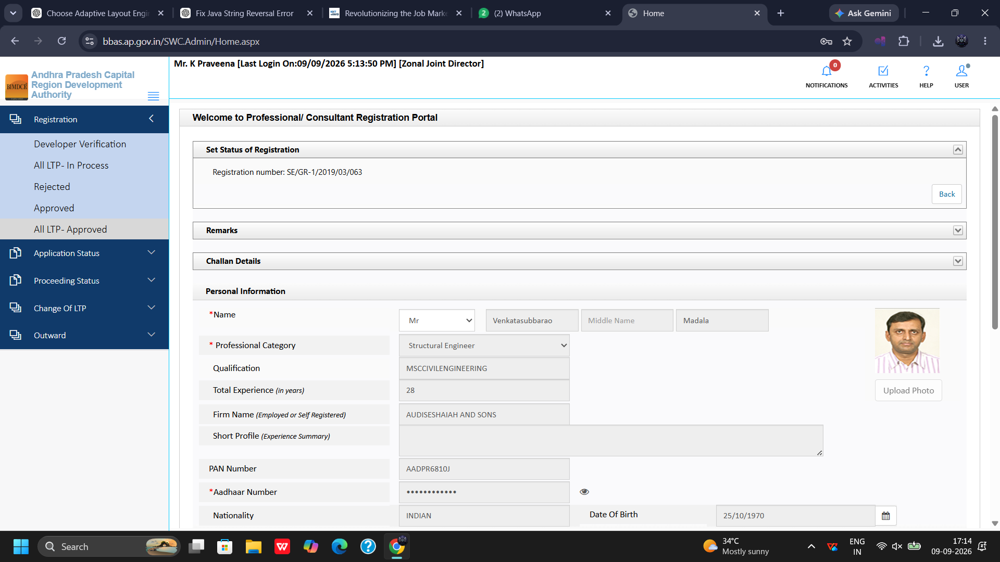 Choose Adaptive Layout Engi
Fix Java String Reversal Error
Revolutionizing the Job Marke
(2) WhatsApp
Home
Ask Gemini
bbas.ap.gov.in/SWC.Admin/Home.aspx
BIMDCR
Andhra Pradesh Capital
Region Development
Authority
Mr. K Praveena [Last Login On:09/09/2026 5:13:50 PM] [Zonal Joint Director]
0
NOTIFICATIONS
ACTIVITIES
HELP
USER
Registration
Developer Verification
All LTP- In Process
Rejected
Approved
All LTP- Approved
Application Status
Proceeding Status
Change Of LTP
Outward
Welcome to Professional/ Consultant Registration Portal
Set Status of Registration
Registration number: SE/GR-1/2019/03/063
Back
Remarks
Challan Details
Personal Information
*Name
Mr
Venkatasubbarao
Middle Name
Madala
* Professional Category
Structural Engineer
Qualification
MSCCIVILENGINEERING
Total Experience (in years)
28
Upload Photo
Firm Name (Employed or Self Registered)
AUDISESHAIAH AND SONS
Short Profile (Experience Summary)
PAN Number
AADPR6810J
*Aadhaar Number
••••••••••••
Nationality
INDIAN
Date Of Birth
25/10/1970
Search
34°C
Mostly sunny
ENG
IN
17:14
09-09-2026